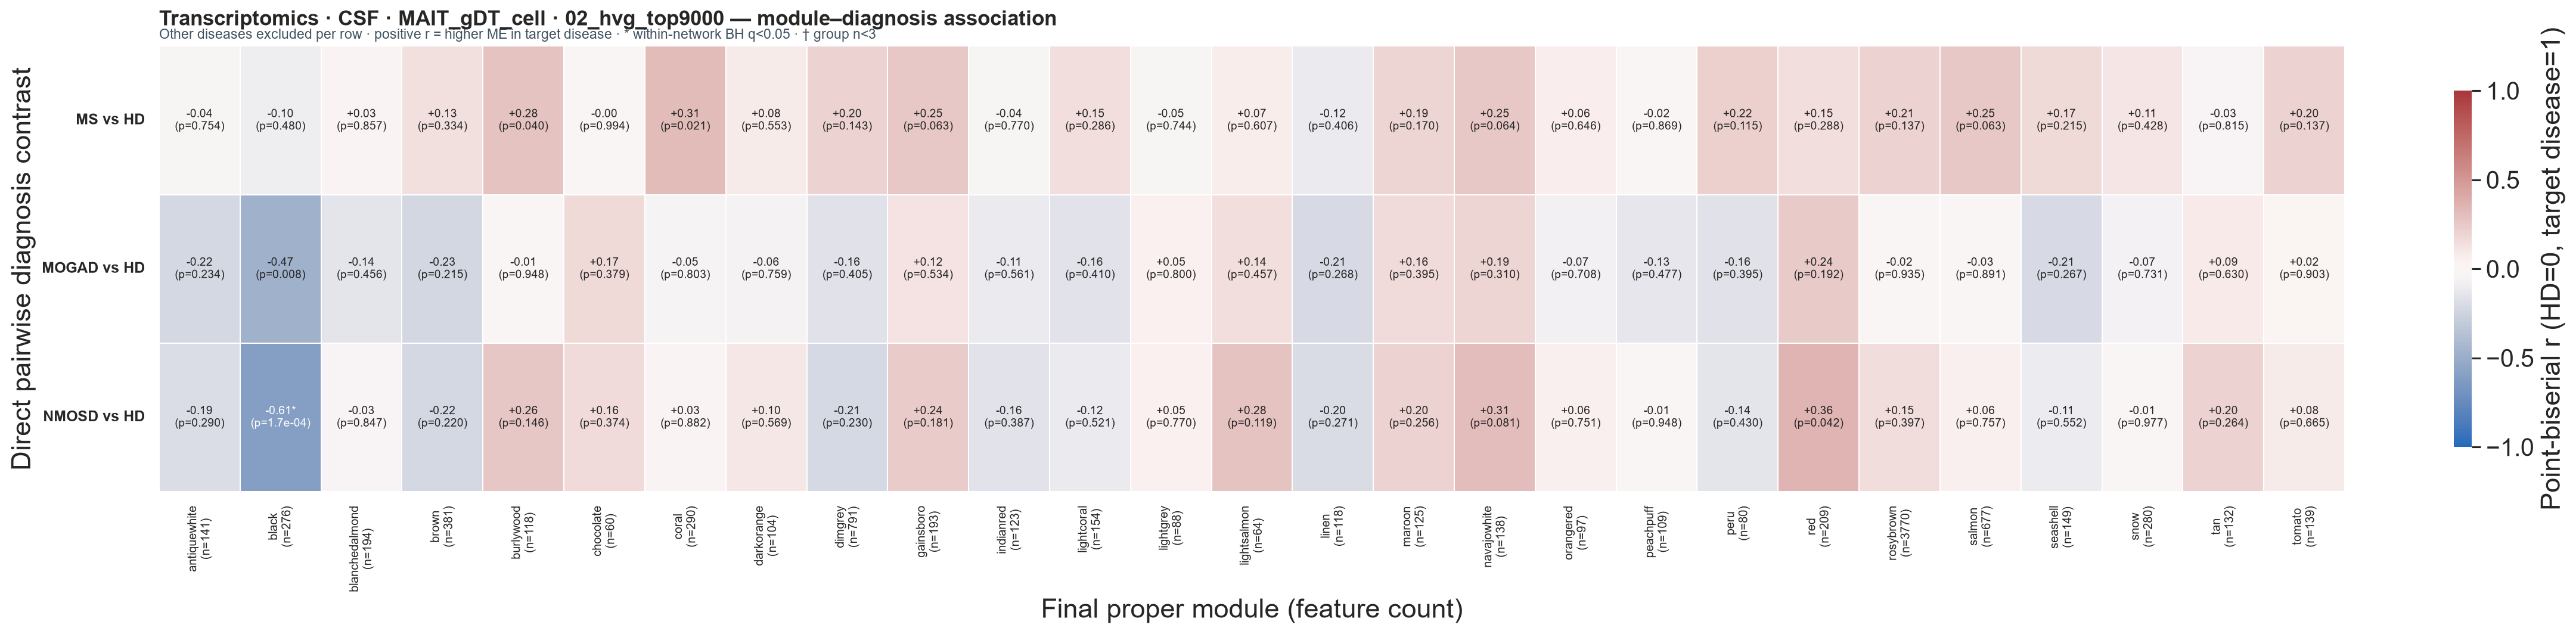 Transcriptomics · CSF · MAIT_gDT_cell · 02_hvg_top9000 — module–diagnosis association
Other diseases excluded per row · positive r = higher ME in target disease · * within-network BH q<0.05 · † group n<3
Direct pairwise diagnosis contrast
MS vs HD
-0.04 -0.10 +0.03 +0.13 +0.28 -0.00 +0.31 +0.08 +0.20 +0.25 -0.04 +0.15 -0.05 +0.07 -0.12 +0.19 +0.25 +0.06 -0.02 +0.22 +0.15 +0.21 +0.25 +0.17 +0.11 -0.03 +0.20
(p=0.754) (p=0.480) (p=0.857) (p=0.334) (p=0.040) (p=0.994) (p=0.021) (p=0.553) (p=0.143) (p=0.063) (p=0.770) (p=0.286) (p=0.744) (p=0.607) (p=0.406) (p=0.170) (p=0.064) (p=0.646) (p=0.869) (p=0.115) (p=0.288) (p=0.137) (p=0.063) (p=0.215) (p=0.428) (p=0.815) (p=0.137)
MOGAD vs HD
-0.22 -0.47 -0.14 -0.23 -0.01 +0.17 -0.05 -0.06 -0.16 +0.12 -0.11 -0.16 +0.05 +0.14 -0.21 +0.16 +0.19 -0.07 -0.13 -0.16 +0.24 -0.02 -0.03 -0.21 -0.07 +0.09 +0.02
(p=0.234) (p=0.008) (p=0.456) (p=0.215) (p=0.948) (p=0.379) (p=0.803) (p=0.759) (p=0.405) (p=0.534) (p=0.561) (p=0.410) (p=0.800) (p=0.457) (p=0.268) (p=0.395) (p=0.310) (p=0.708) (p=0.477) (p=0.395) (p=0.192) (p=0.935) (p=0.891) (p=0.267) (p=0.731) (p=0.630) (p=0.903)
NMOSD vs HD
-0.19 -0.61* -0.03 -0.22 +0.26 +0.16 +0.03 +0.10 -0.21 +0.24 -0.16 -0.12 +0.05 +0.28 -0.20 +0.20 +0.31 +0.06 -0.01 -0.14 +0.36 +0.15 +0.06 -0.11 -0.01 +0.20 +0.08
(p=0.290) (p=1.7e-04) (p=0.847) (p=0.220) (p=0.146) (p=0.374) (p=0.882) (p=0.569) (p=0.230) (p=0.181) (p=0.387) (p=0.521) (p=0.770) (p=0.119) (p=0.271) (p=0.256) (p=0.081) (p=0.751) (p=0.948) (p=0.430) (p=0.042) (p=0.397) (p=0.757) (p=0.552) (p=0.977) (p=0.264) (p=0.665)
antiquewhite
(n=141)
black
(n=276)
blanchedalmond
(n=194)
brown
(n=381)
burlywood
(n=118)
chocolate
(n=60)
coral
(n=290)
darkorange
(n=104)
dimgrey
(n=791)
gainsboro
(n=193)
indianred
(n=123)
lightcoral
(n=154)
lightgrey
(n=88)
lightsalmon
(n=64)
linen
(n=118)
maroon
(n=125)
navajowhite
(n=138)
orangered
(n=97)
peachpuff
(n=109)
peru
(n=80)
red
(n=209)
rosybrown
(n=3770)
salmon
(n=677)
seashell
(n=149)
snow
(n=280)
tan
(n=132)
tomato
(n=139)
Final proper module (feature count)
1.0
0.5
0.0
−0.5
−1.0
Point-biserial r (HD=0, target disease=1)